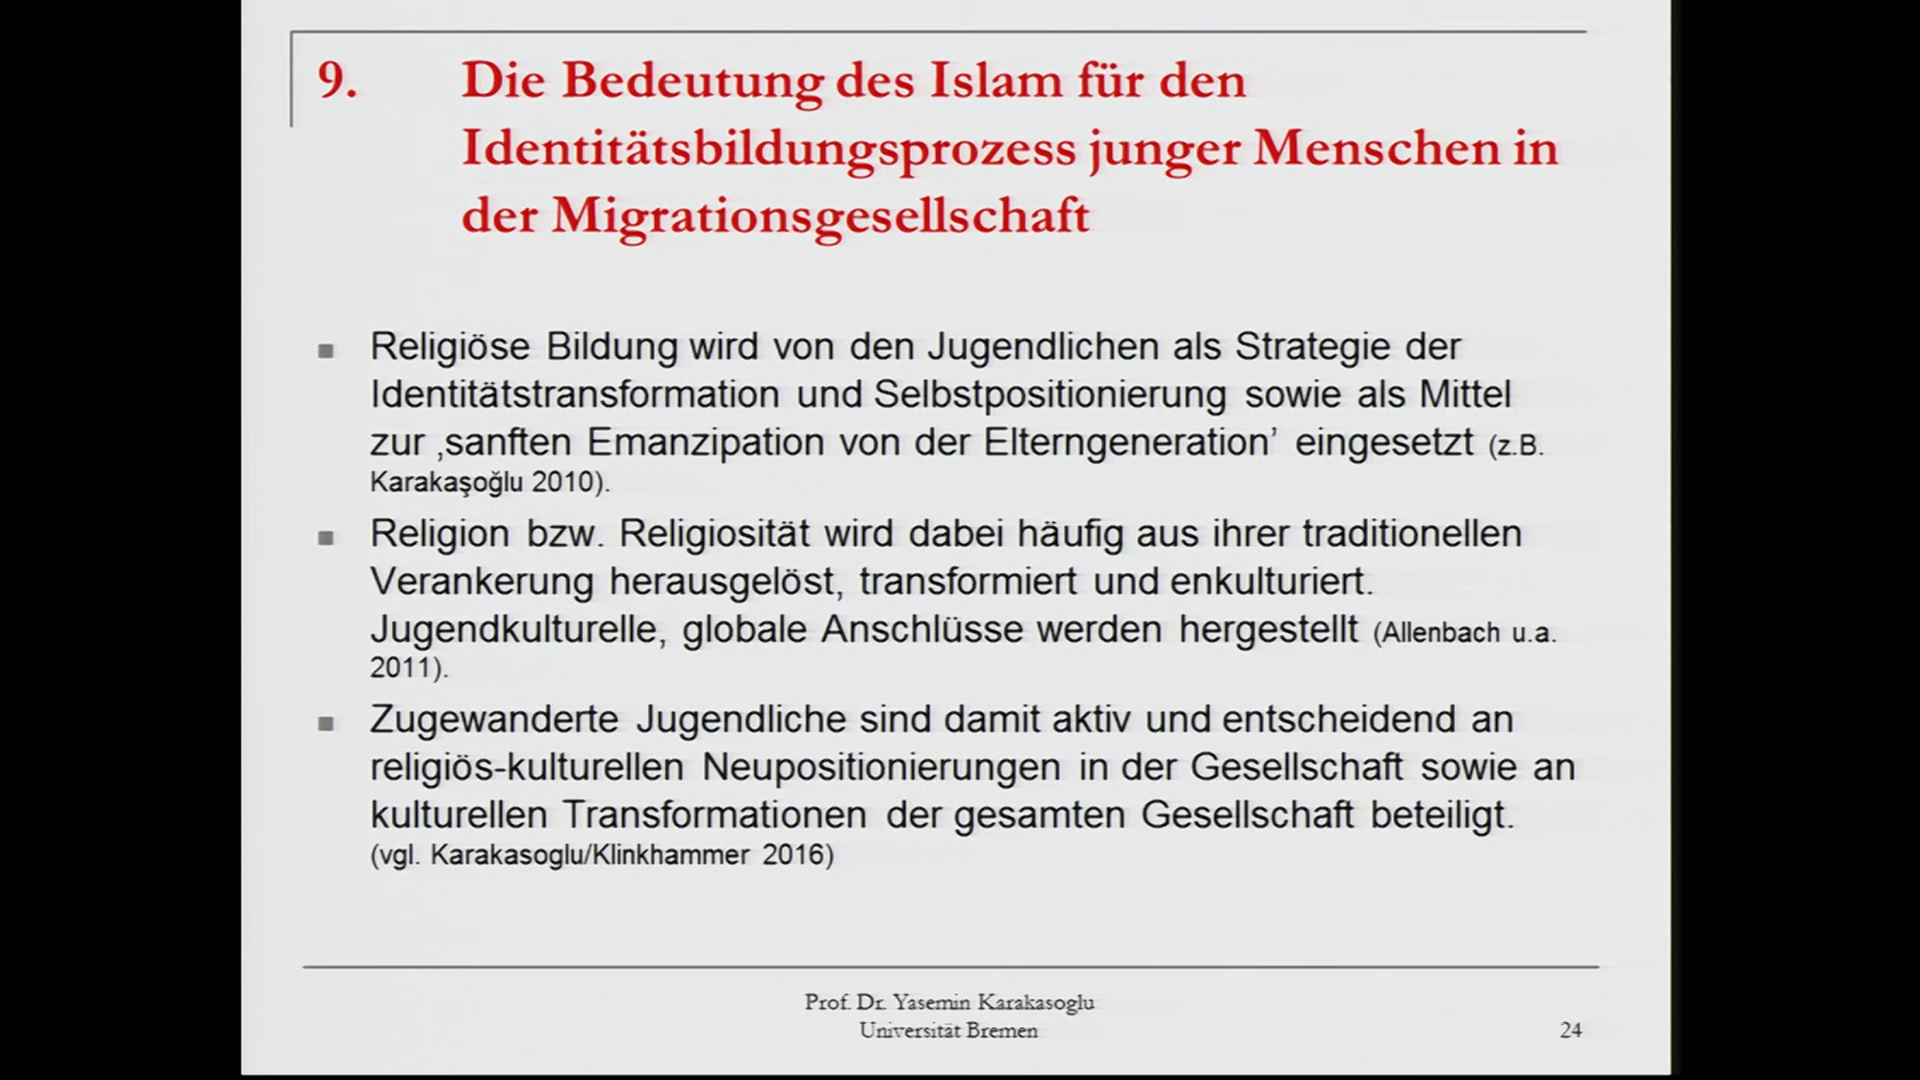 9. Die Bedeutung des Islam für den
Identitätsbildungsprozess junger Menschen in
der Migrationsgesellschaft
Religiöse Bildung wird von den Jugendlichen als Strategie der
Identitätstransformation und Selbstpositionierung sowie als Mittel
zur ‚sanften Emanzipation von der Elterngeneration’ eingesetzt (z.B.
Karakaşoğlu 2010).
Religion bzw. Religiosität wird dabei häufig aus ihrer traditionellen
Verankerung herausgelöst, transformiert und enkulturiert.
Jugendkulturelle, globale Anschlüsse werden hergestellt (Allenbach u.a.
2011).
Zugewanderte Jugendliche sind damit aktiv und entscheidend an
religiös-kulturellen Neupositionierungen in der Gesellschaft sowie an
kulturellen Transformationen der gesamten Gesellschaft beteiligt.
(vgl. Karakasoglu/Klinkhammer 2016)
Prof. Dr. Yasemin Karakasoglu
Universität Bremen
24